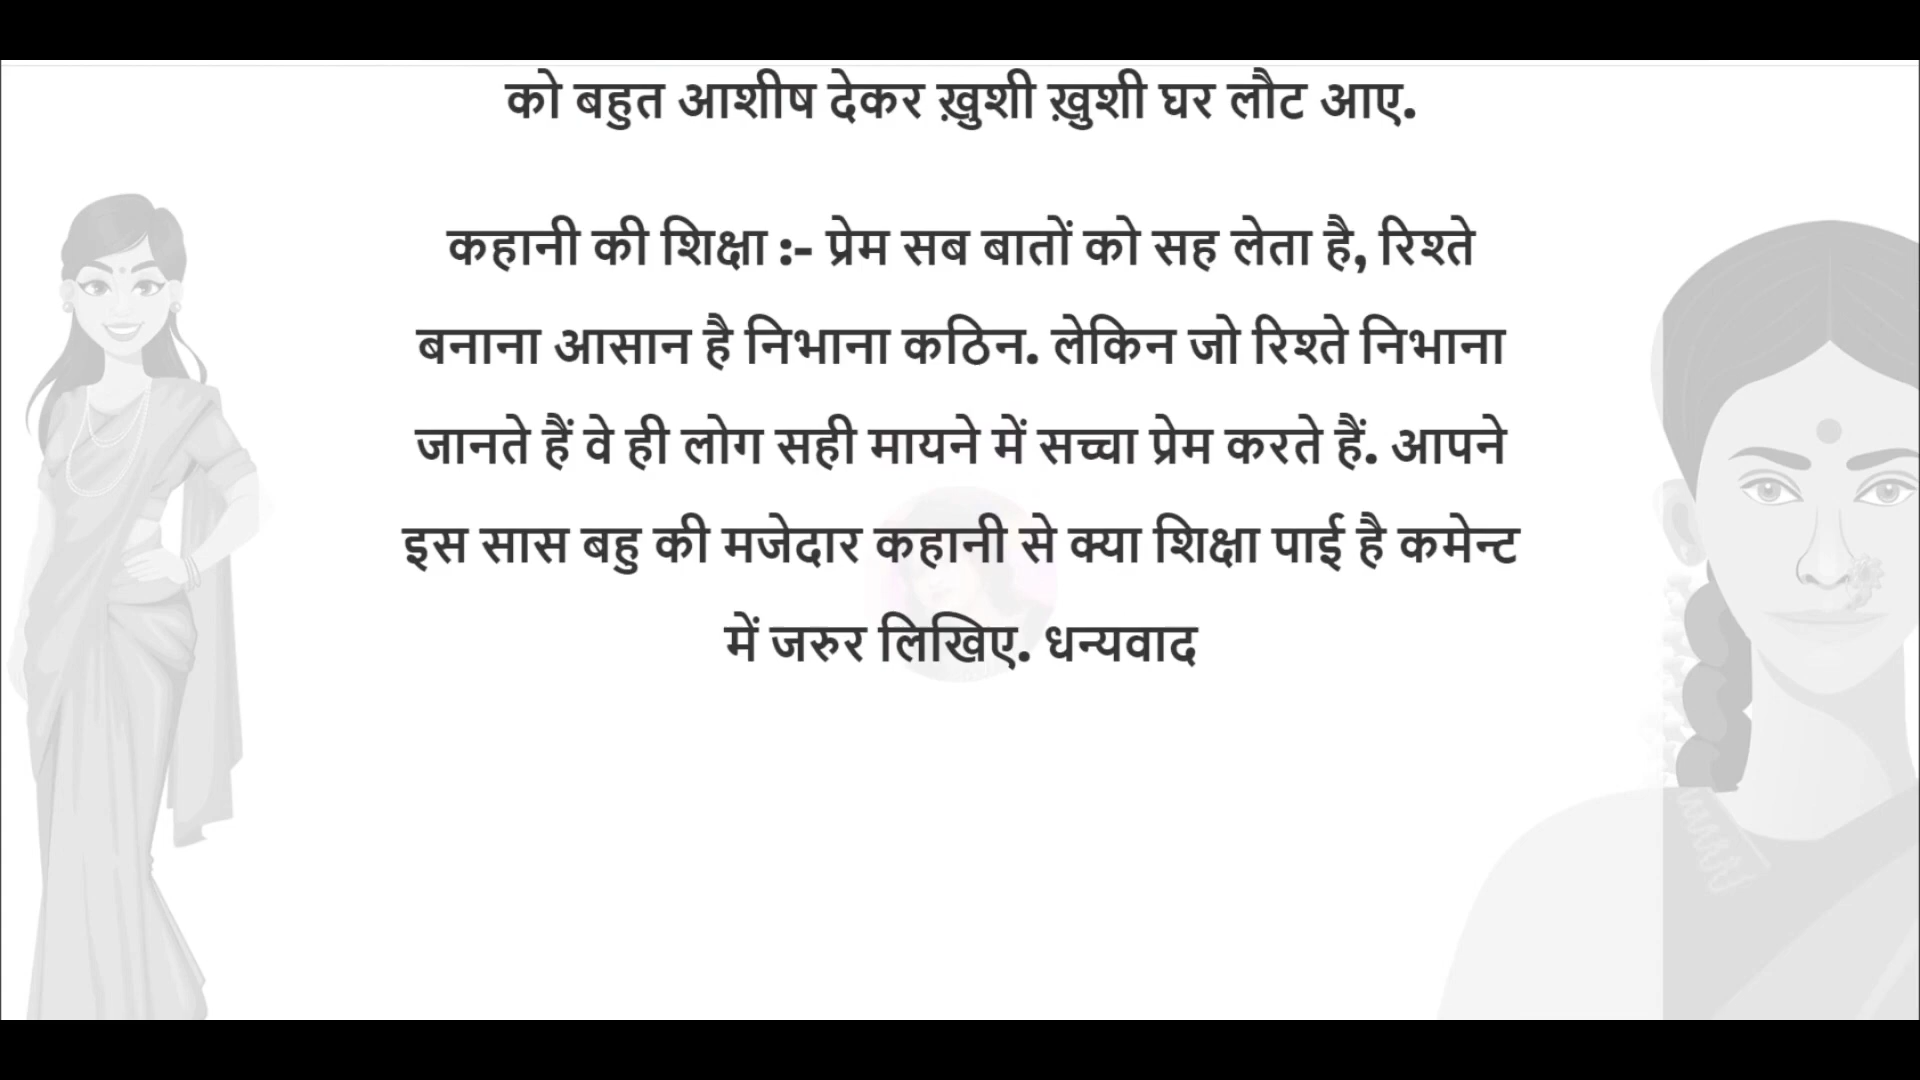 को बहुत आशीष देकर ख़ुशी ख़ुशी घर लौट आए.
कहानी की शिक्षा :- प्रेम सब बातों को सह लेता है, रिश्ते
बनाना आसान है निभाना कठिन. लेकिन जो रिश्ते निभाना
जानते हैं वे ही लोग सही मायने में सच्चा प्रेम करते हैं. आपने
इस सास बहु की मजेदार कहानी से क्या शिक्षा पाई है कमेन्ट
में जरुर लिखिए. धन्यवाद